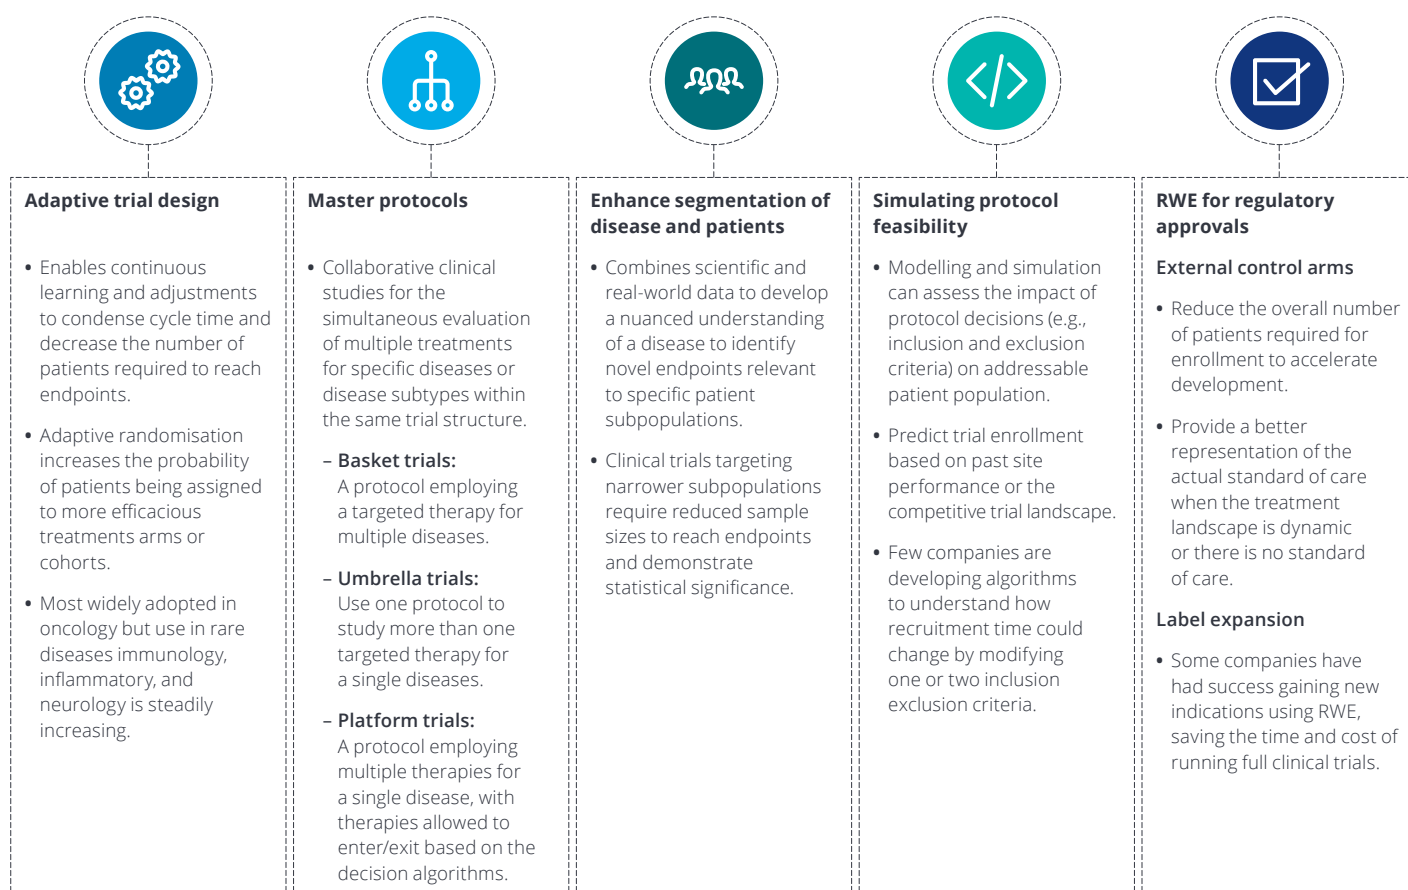 Adaptive trial design
• Enables continuous
learning and adjustments
to condense cycle time and
decrease the number of
patients required to reach
endpoints.
• Adaptive randomisation
increases the probability
of patients being assigned
to more efficacious
treatments arms or
cohorts.
• Most widely adopted in
oncology but use in rare
diseases immunology,
inflammatory, and
neurology is steadily
increasing.
Master protocols
• Collaborative clinical
studies for the
simultaneous evaluation
of multiple treatments
for specific diseases or
disease subtypes within
the same trial structure.
– Basket trials:
A protocol employing
a targeted therapy for
multiple diseases.
– Umbrella trials:
Use one protocol to
study more than one
targeted therapy for
a single diseases.
– Platform trials:
A protocol employing
multiple therapies for
a single disease, with
therapies allowed to
enter/exit based on the
decision algorithms.
Enhance segmentation of
disease and patients
• Combines scientific and
real-world data to develop
a nuanced understanding
of a disease to identify
novel endpoints relevant
to specific patient
subpopulations.
• Clinical trials targeting
narrower subpopulations
require reduced sample
sizes to reach endpoints
and demonstrate
statistical significance.
Simulating protocol
feasibility
• Modelling and simulation
can assess the impact of
protocol decisions (e.g.,
inclusion and exclusion
criteria) on addressable
patient population.
• Predict trial enrollment
based on past site
performance or the
competitive trial landscape.
• Few companies are
developing algorithms
to understand how
recruitment time could
change by modifying
one or two inclusion
exclusion criteria.
RWE for regulatory
approvals
External control arms
• Reduce the overall number
of patients required for
enrollment to accelerate
development.
• Provide a better
representation of the
actual standard of care
when the treatment
landscape is dynamic
or there is no standard
of care.
Label expansion
• Some companies have
had success gaining new
indications using RWE,
saving the time and cost of
running full clinical trials.